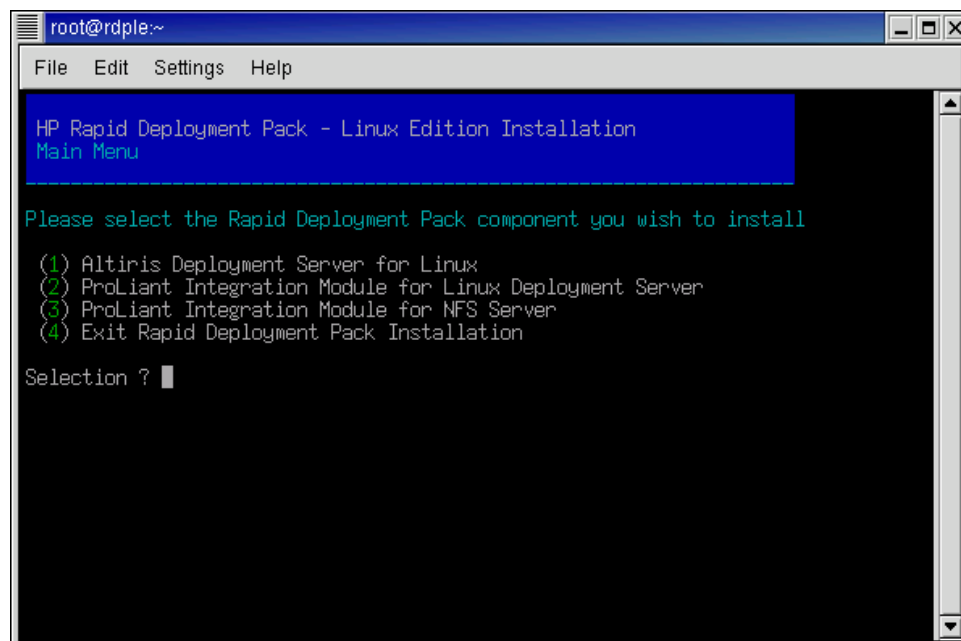 root@rdple:~
File Edit Settings Help
HP Rapid Deployment Pack - Linux Edition Installation
Main Menu
Please select the Rapid Deployment Pack component you wish to install
(1) Altiris Deployment Server for Linux
(2) ProLiant Integration Module for Linux Deployment Server
(3) ProLiant Integration Module for NFS Server
(4) Exit Rapid Deployment Pack Installation
Selection ?